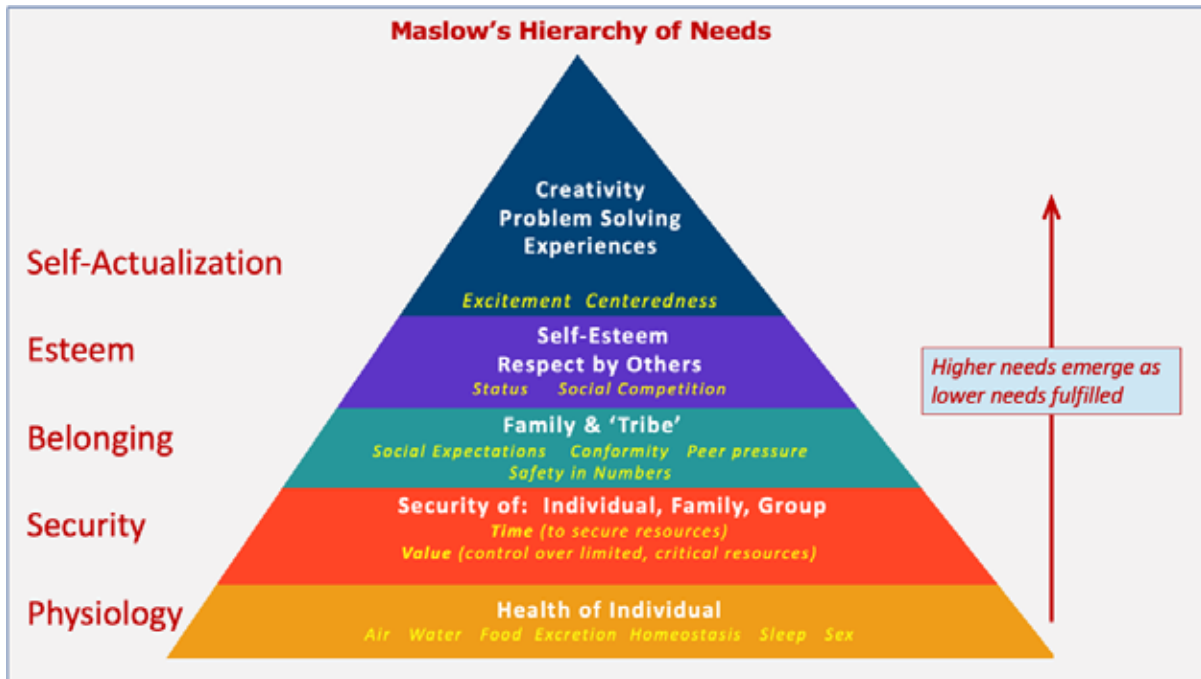 Maslow's Hierarchy of Needs
Creativity
Problem Solving
Experiences
Self-Actualization
Excitement Centeredness
Self-Esteem
Esteem
Respect by Others
Status Social Competition
Higher needs emerge as
lower needs fulfilled
Family & 'Tribe'
Belonging
Social Expectations Conformity Peer pressure
Safety in Numbers
Security of: Individual, Family, Group
Security
Time (to secure resources)
Value (control over limited, critical resources)
Physiology
Health of Individual
Air Water Food Excretion Homeostasis Sleep Sex